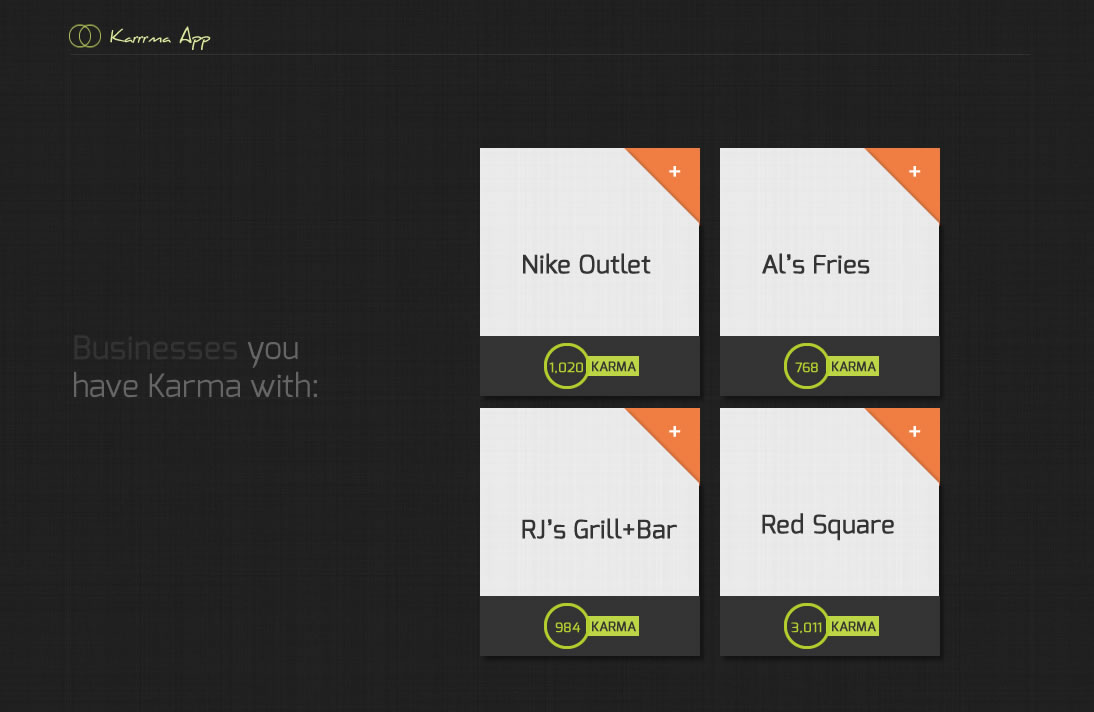 Karrrma App
Businesses you
have Karma with:
+
Nike Outlet
1,020 KARMA
+
Al's Fries
768 KARMA
+
RJ's Grill+Bar
984 KARMA
+
Red Square
3,011 KARMA